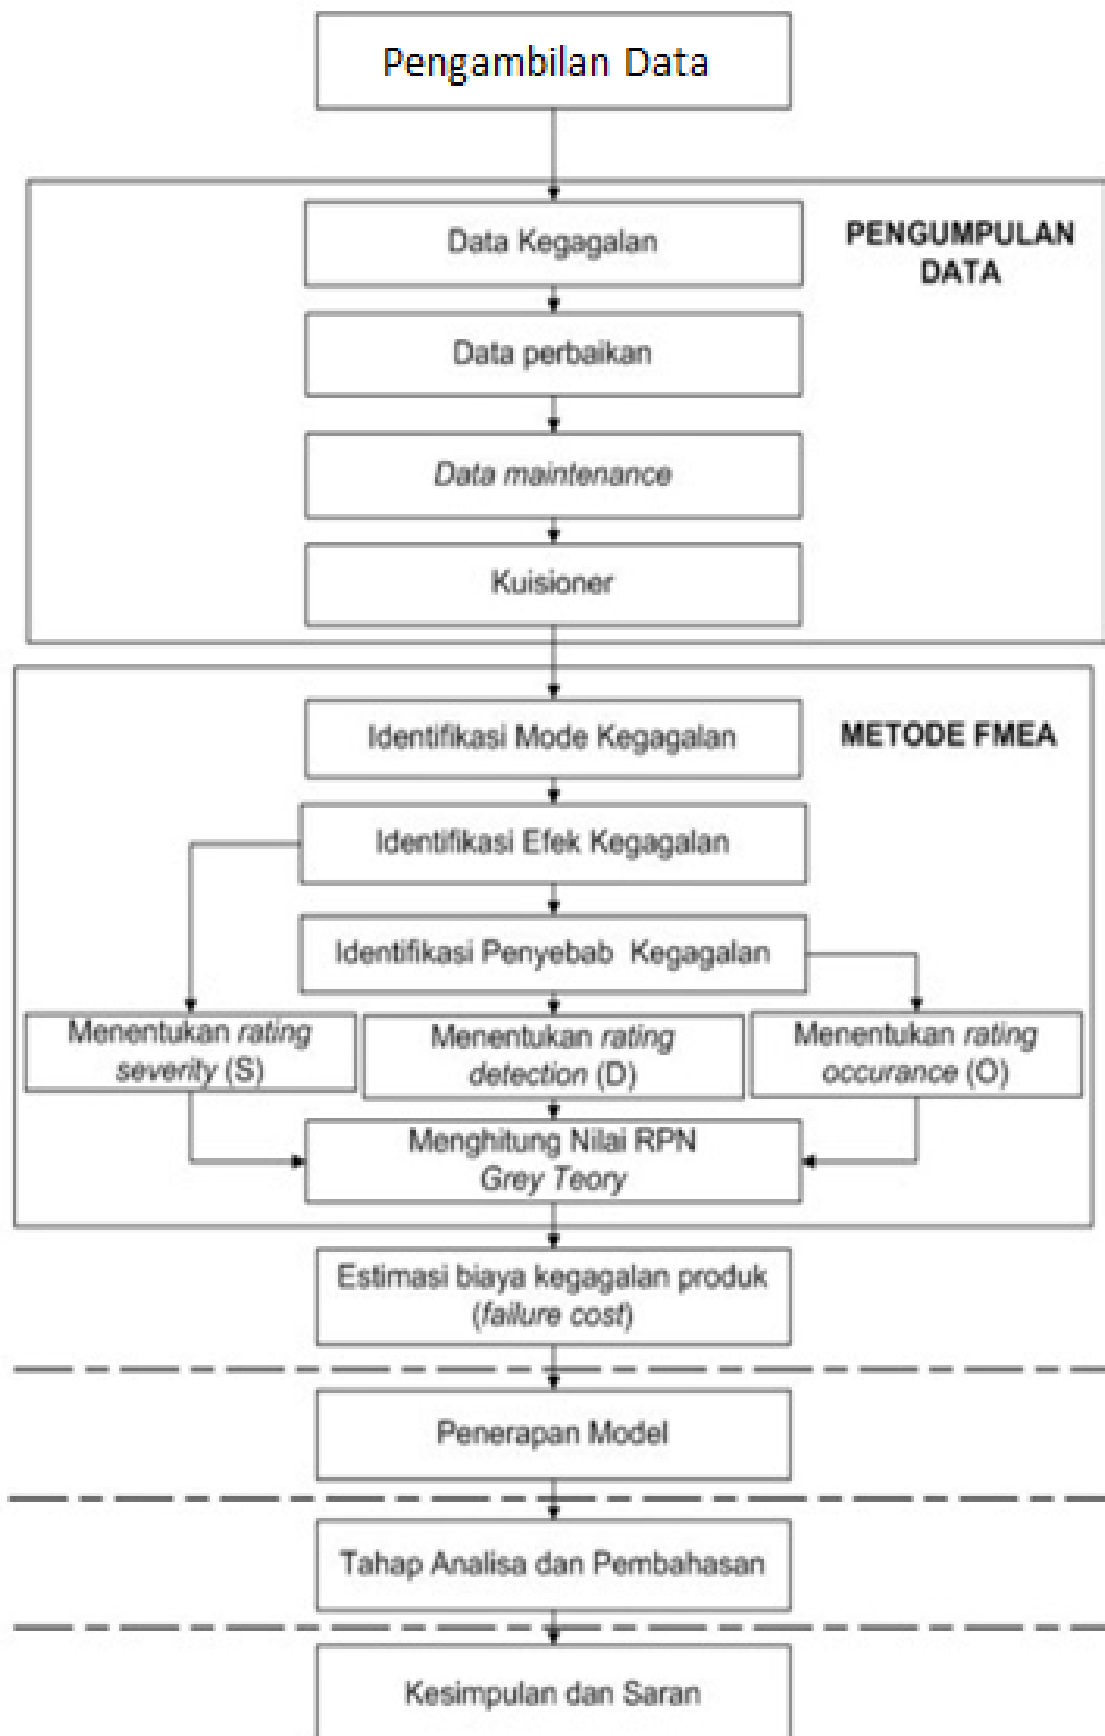 Pengambilan Data
PENGUMPULAN
DATA
Data Kegagalan
Data perbaikan
Data maintenance
Kuisioner
METODE FMEA
Identifikasi Mode Kegagalan
Identifikasi Efek Kegagalan
Identifikasi Penyebab Kegagalan
Menentukan rating
severity (S)
Menentukan rating
detection (D)
Menentukan rating
occurance (O)
Menghitung Nilai RPN
Grey Teory
Estimasi biaya kegagalan produk
(failure cost)
Penerapan Model
Tahap Analisa dan Pembahasan
Kesimpulan dan Saran